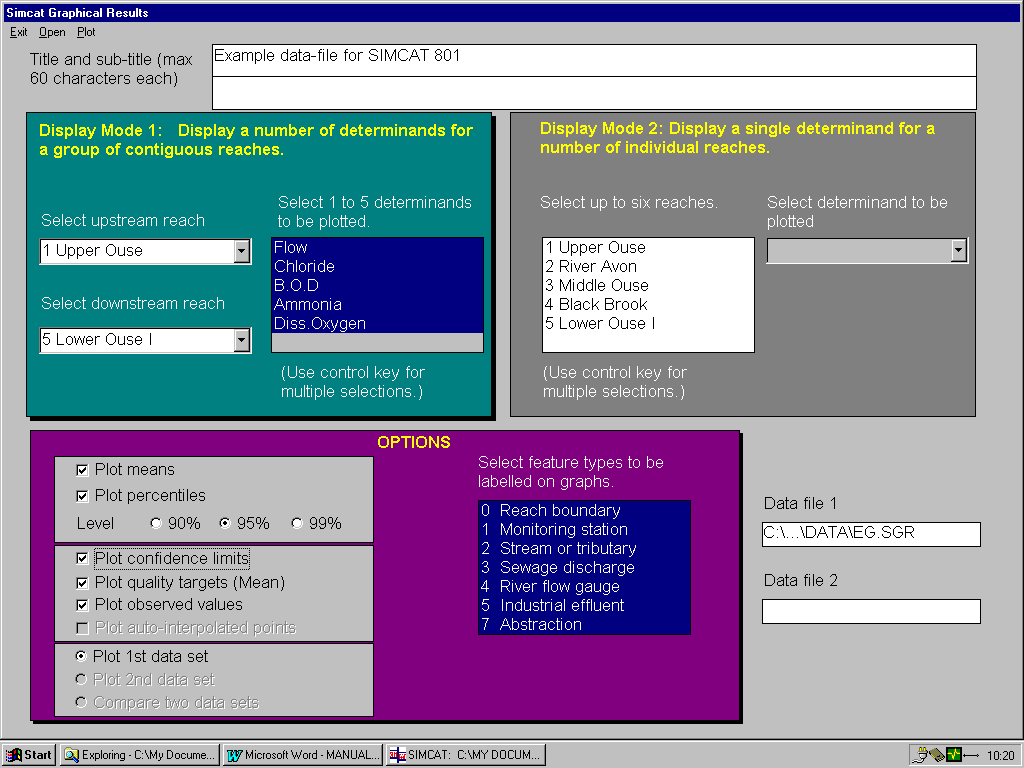 Simcat Graphical Results
Exit Open Plot
Title and sub-title (max
60 characters each)
Example data-file for SIMCAT 801
Display Mode 1: Display a number of determinands for
a group of contiguous reaches.
Select upstream reach
1 Upper Ouse
Select downstream reach
5 Lower Ouse I
Select 1 to 5 determinands
to be plotted.
Flow
Chloride
B.O.D
Ammonia
Diss.Oxygen
(Use control key for
multiple selections.)
Display Mode 2: Display a single determinand for a
number of individual reaches.
Select up to six reaches.
1 Upper Ouse
2 River Avon
3 Middle Ouse
4 Black Brook
5 Lower Ouse I
(Use control key for
multiple selections.)
Select determinand to be
plotted
OPTIONS
Plot means
Plot percentiles
Level 90% 95% 99%
Plot confidence limits
Plot quality targets (Mean)
Plot observed values
Plot auto-interpolated points
Plot 1st data set
Plot 2nd data set
Compare two data sets
Select feature types to be
labelled on graphs.
0 Reach boundary
1 Monitoring station
2 Stream or tributary
3 Sewage discharge
4 River flow gauge
5 Industrial effluent
7 Abstraction
Data file 1
C:\...\DATA\EG.SGR
Data file 2
Start
Exploring - C:\My Docume...
Microsoft Word - MANUAL...
SIMCAT: C:\MY DOCUM...
10:20